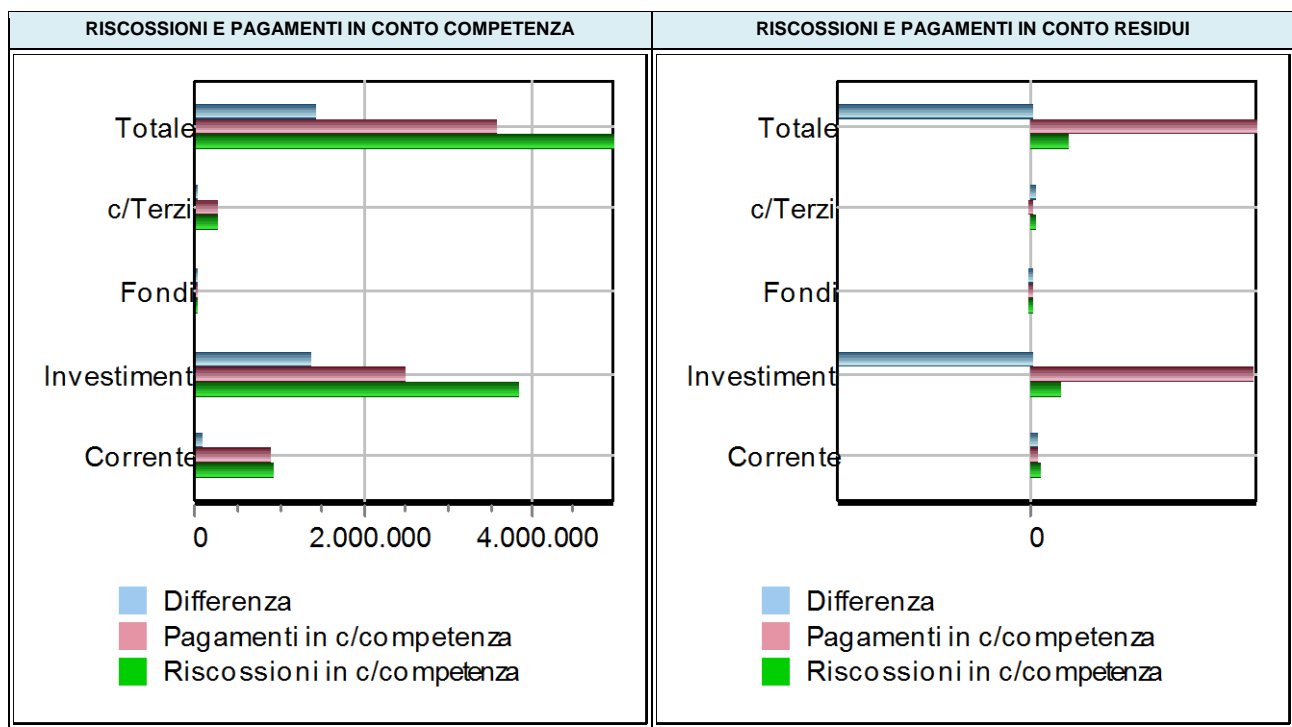 RISCOSSIONI E PAGAMENTI IN CONTO COMPETENZA
Totale
c/Terzi
Fondi
Investiment
Corrente
0 2.000.000 4.000.000
Differenza
Pagamenti in c/competenza
Riscossioni in c/competenza
RISCOSSIONI E PAGAMENTI IN CONTO RESIDUI
Totale
c/Terzi
Fondi
Investiment
Corrente
0
Differenza
Pagamenti in c/competenza
Riscossioni in c/competenza